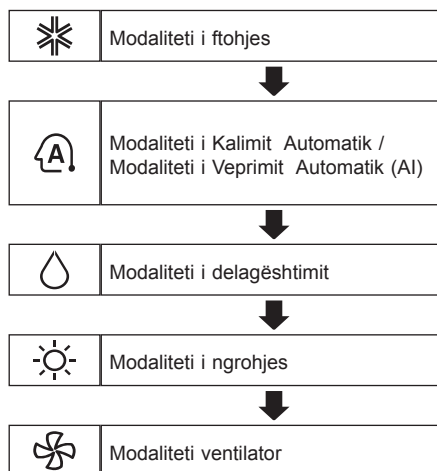 Modaliteti i ftohjes
A
Modaliteti i Kalimit Automatik /
Modaliteti i Veprimit Automatik (AI)
Modaliteti i delagështimit
Modaliteti i ngrohjes
Modaliteti ventilator